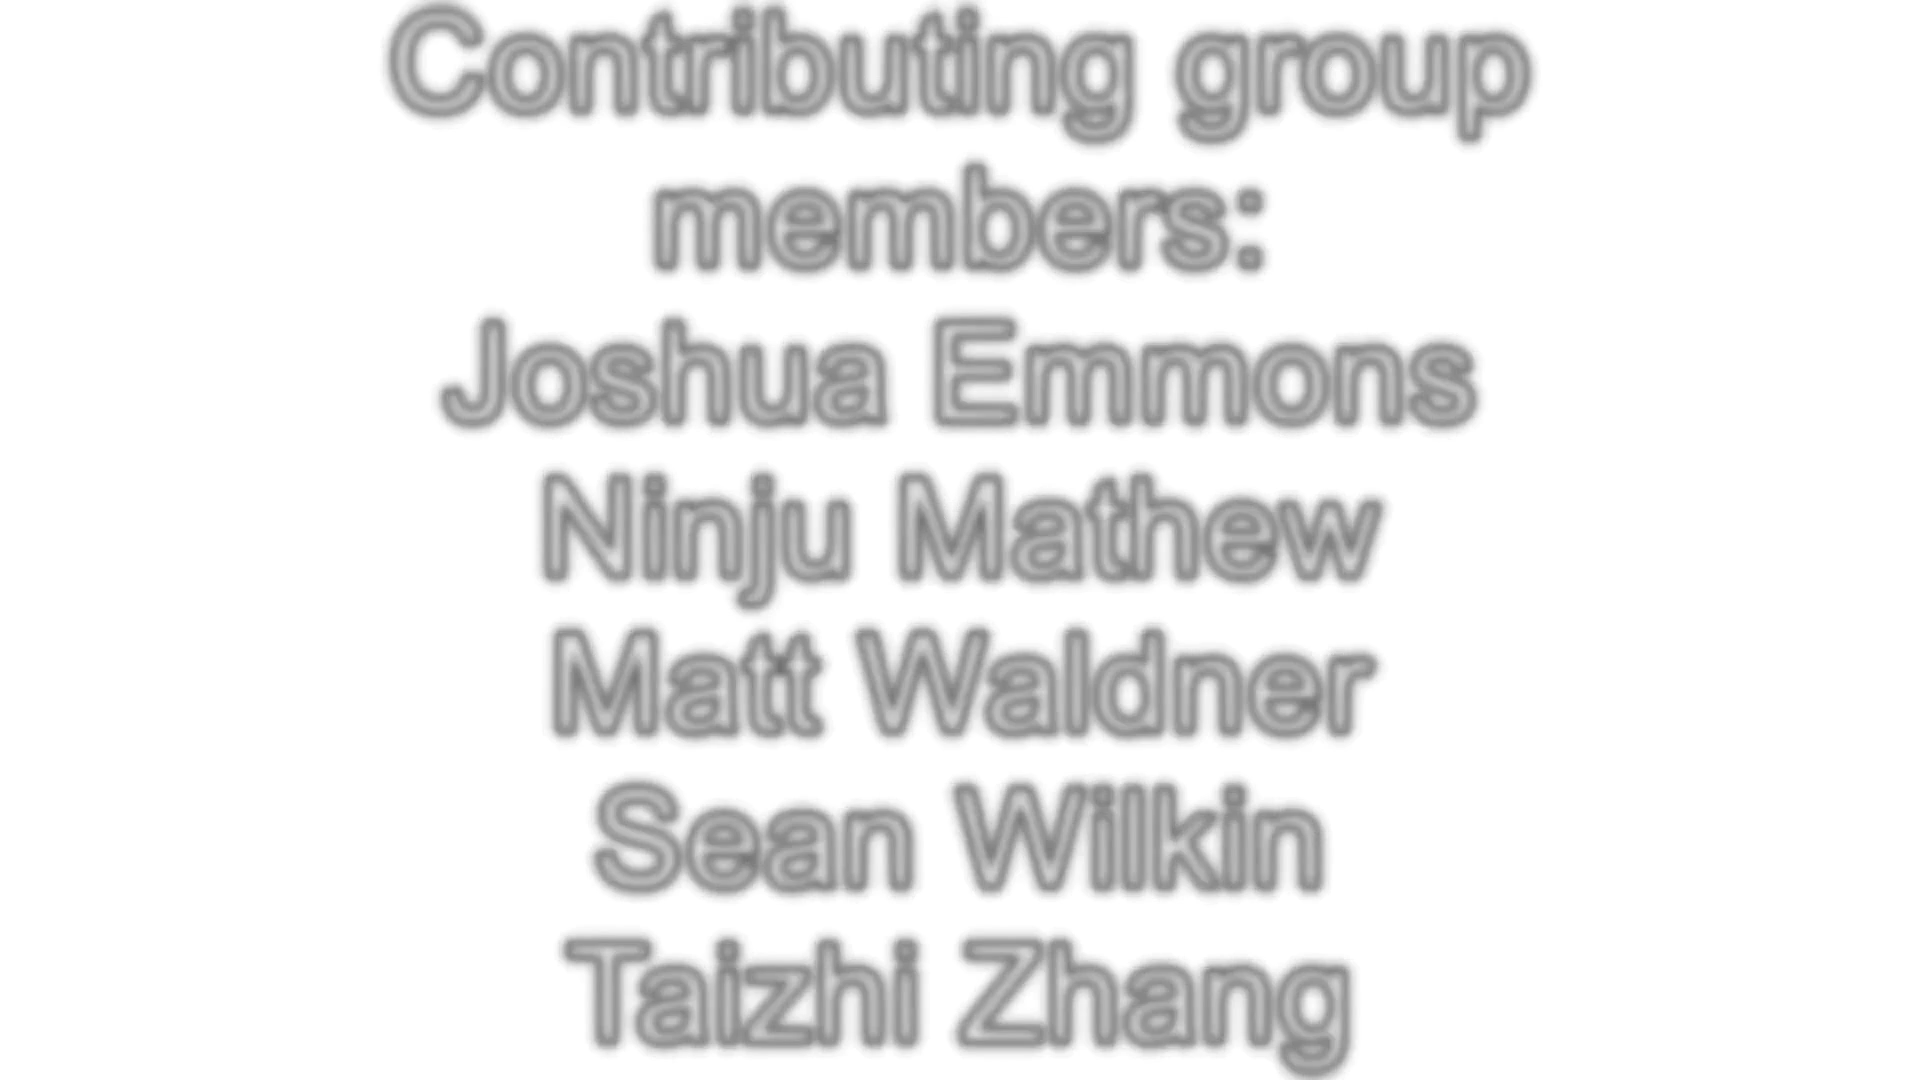 Contributing group
members:
Joshua Emmons
Ninju Mathew
Matt Waldner
Sean Wilkin
Taizhi Zhang